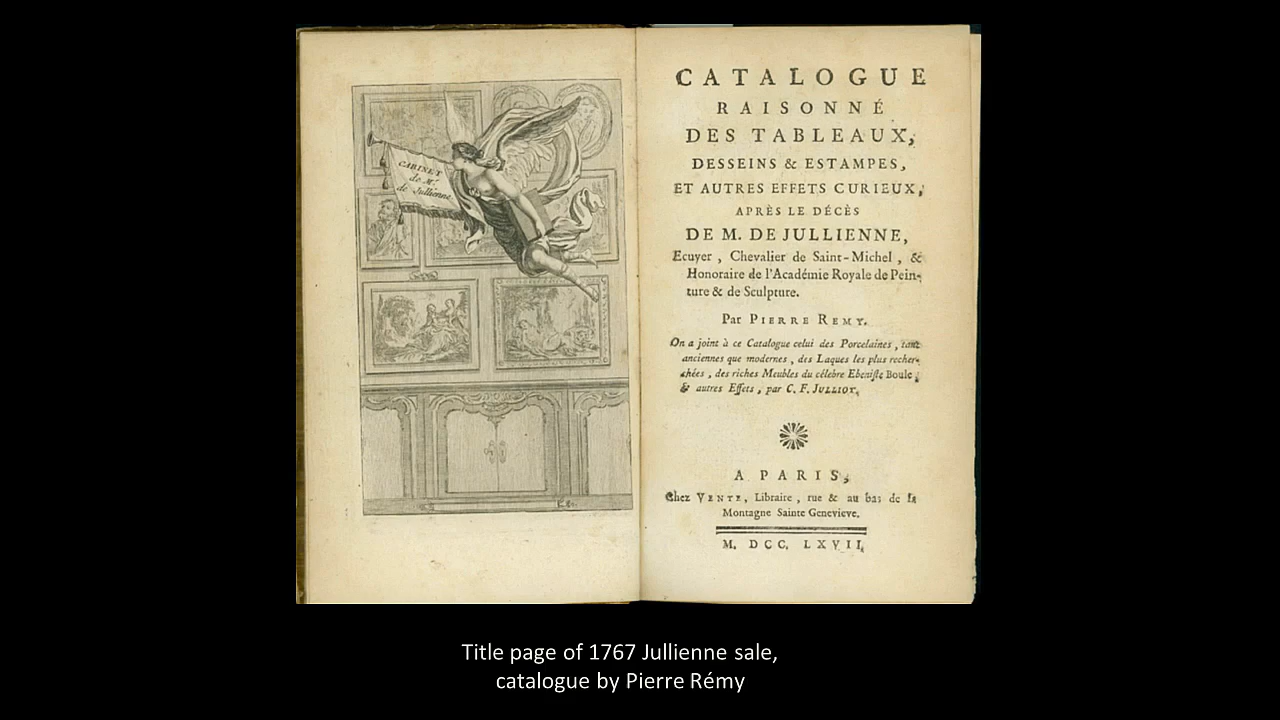 CABINET
de Mr.
de Jullienne
CATALOGUE
RAISONNÉ
DES TABLEAUX,
DESSEINS & ESTAMPES,
ET AUTRES EFFETS CURIEUX,
APRÈS LE DÉCÈS
DE M. DE JULLIENNE,
Ecuyer, Chevalier de Saint-Michel, &
Honoraire de l'Académie Royale de Pein-
ture & de Sculpture.
Par PIERRE REMY.
On a joint à ce Catalogue celui des Porcelaines, tant
anciennes que modernes, des Laques les plus recher-
chées, des riches Meubles du célebre Ebeniste Boule,
& autres Effets, par C. F. JULLIOT.
A PARIS,
Chez VENTE, Libraire, rue & au bas de la
Montagne Sainte Genevieve.
M. DCC. LXVII.
Title page of 1767 Jullienne sale,
catalogue by Pierre Rémy